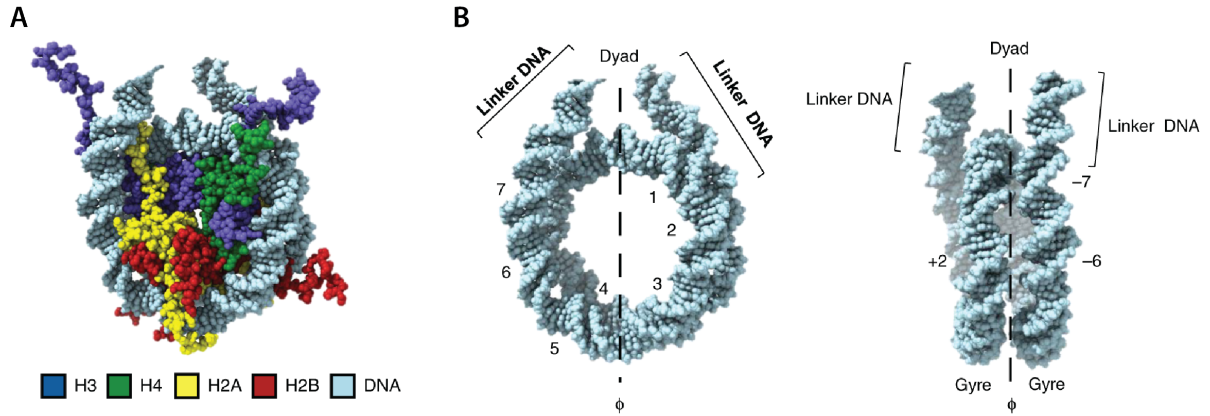 A
B
Dyad
Linker DNA
Linker DNA
7
1
2
6
4
3
5
ϕ
Dyad
Linker DNA
Linker DNA
–7
+2
–6
Gyre
Gyre
ϕ
H3
H4
H2A
H2B
DNA